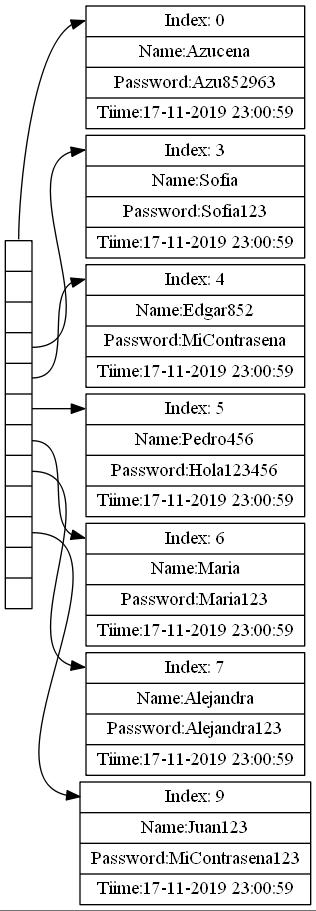 Index: 0
Name:Azucena
Password:Azu852963
Tiime:17-11-2019 23:00:59
Index: 3
Name:Sofia
Password:Sofia123
Tiime:17-11-2019 23:00:59
Index: 4
Name:Edgar852
Password:MiContrasena
Tiime:17-11-2019 23:00:59
Index: 5
Name:Pedro456
Password:Hola123456
Tiime:17-11-2019 23:00:59
Index: 6
Name:Maria
Password:Maria123
Tiime:17-11-2019 23:00:59
Index: 7
Name:Alejandra
Password:Alejandra123
Tiime:17-11-2019 23:00:59
Index: 9
Name:Juan123
Password:MiContrasena123
Tiime:17-11-2019 23:00:59